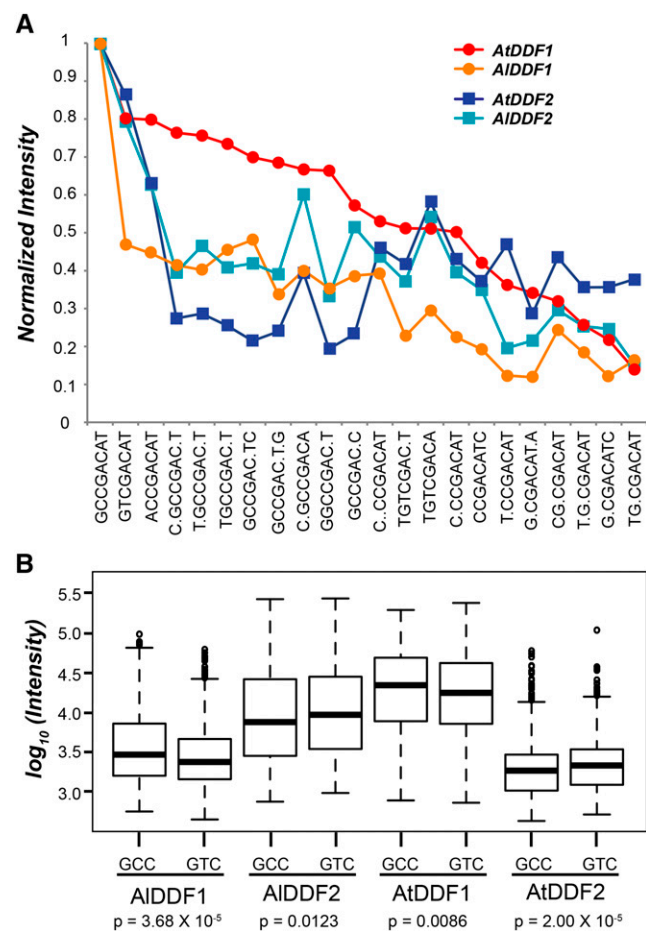 A
Normalized Intensity
1
0.9
0.8
0.7
0.6
0.5
0.4
0.3
0.2
0.1
0
AtDDF1
AlDDF1
AtDDF2
AlDDF2
GCCGACAT
GTCGACAT
ACCGACAT
C.GCCGAC.T
T.GCCGAC.T
TGCCGAC.T
GCCGAC.TC
GCCGAC.T.G
C.GCCGACA
GGCCGAC.T
GCCGAC.C
C..CCGACAT
TGTCGAC.T
TGTCGACA
C.CCGACAT
CCGACATC
T.CCGACAT
G.CGACAT.A
CG.CGACAT
T.G.CGACAT
G.CGACATC
TG.CGACAT
B
log10 (Intensity)
5.5
5.0
4.5
4.0
3.5
3.0
GCC GTC GCC GTC GCC GTC GCC GTC
AlDDF1 AlDDF2 AtDDF1 AtDDF2
p = 3.68 X 10-5 p = 0.0123 p = 0.0086 p = 2.00 X 10-5